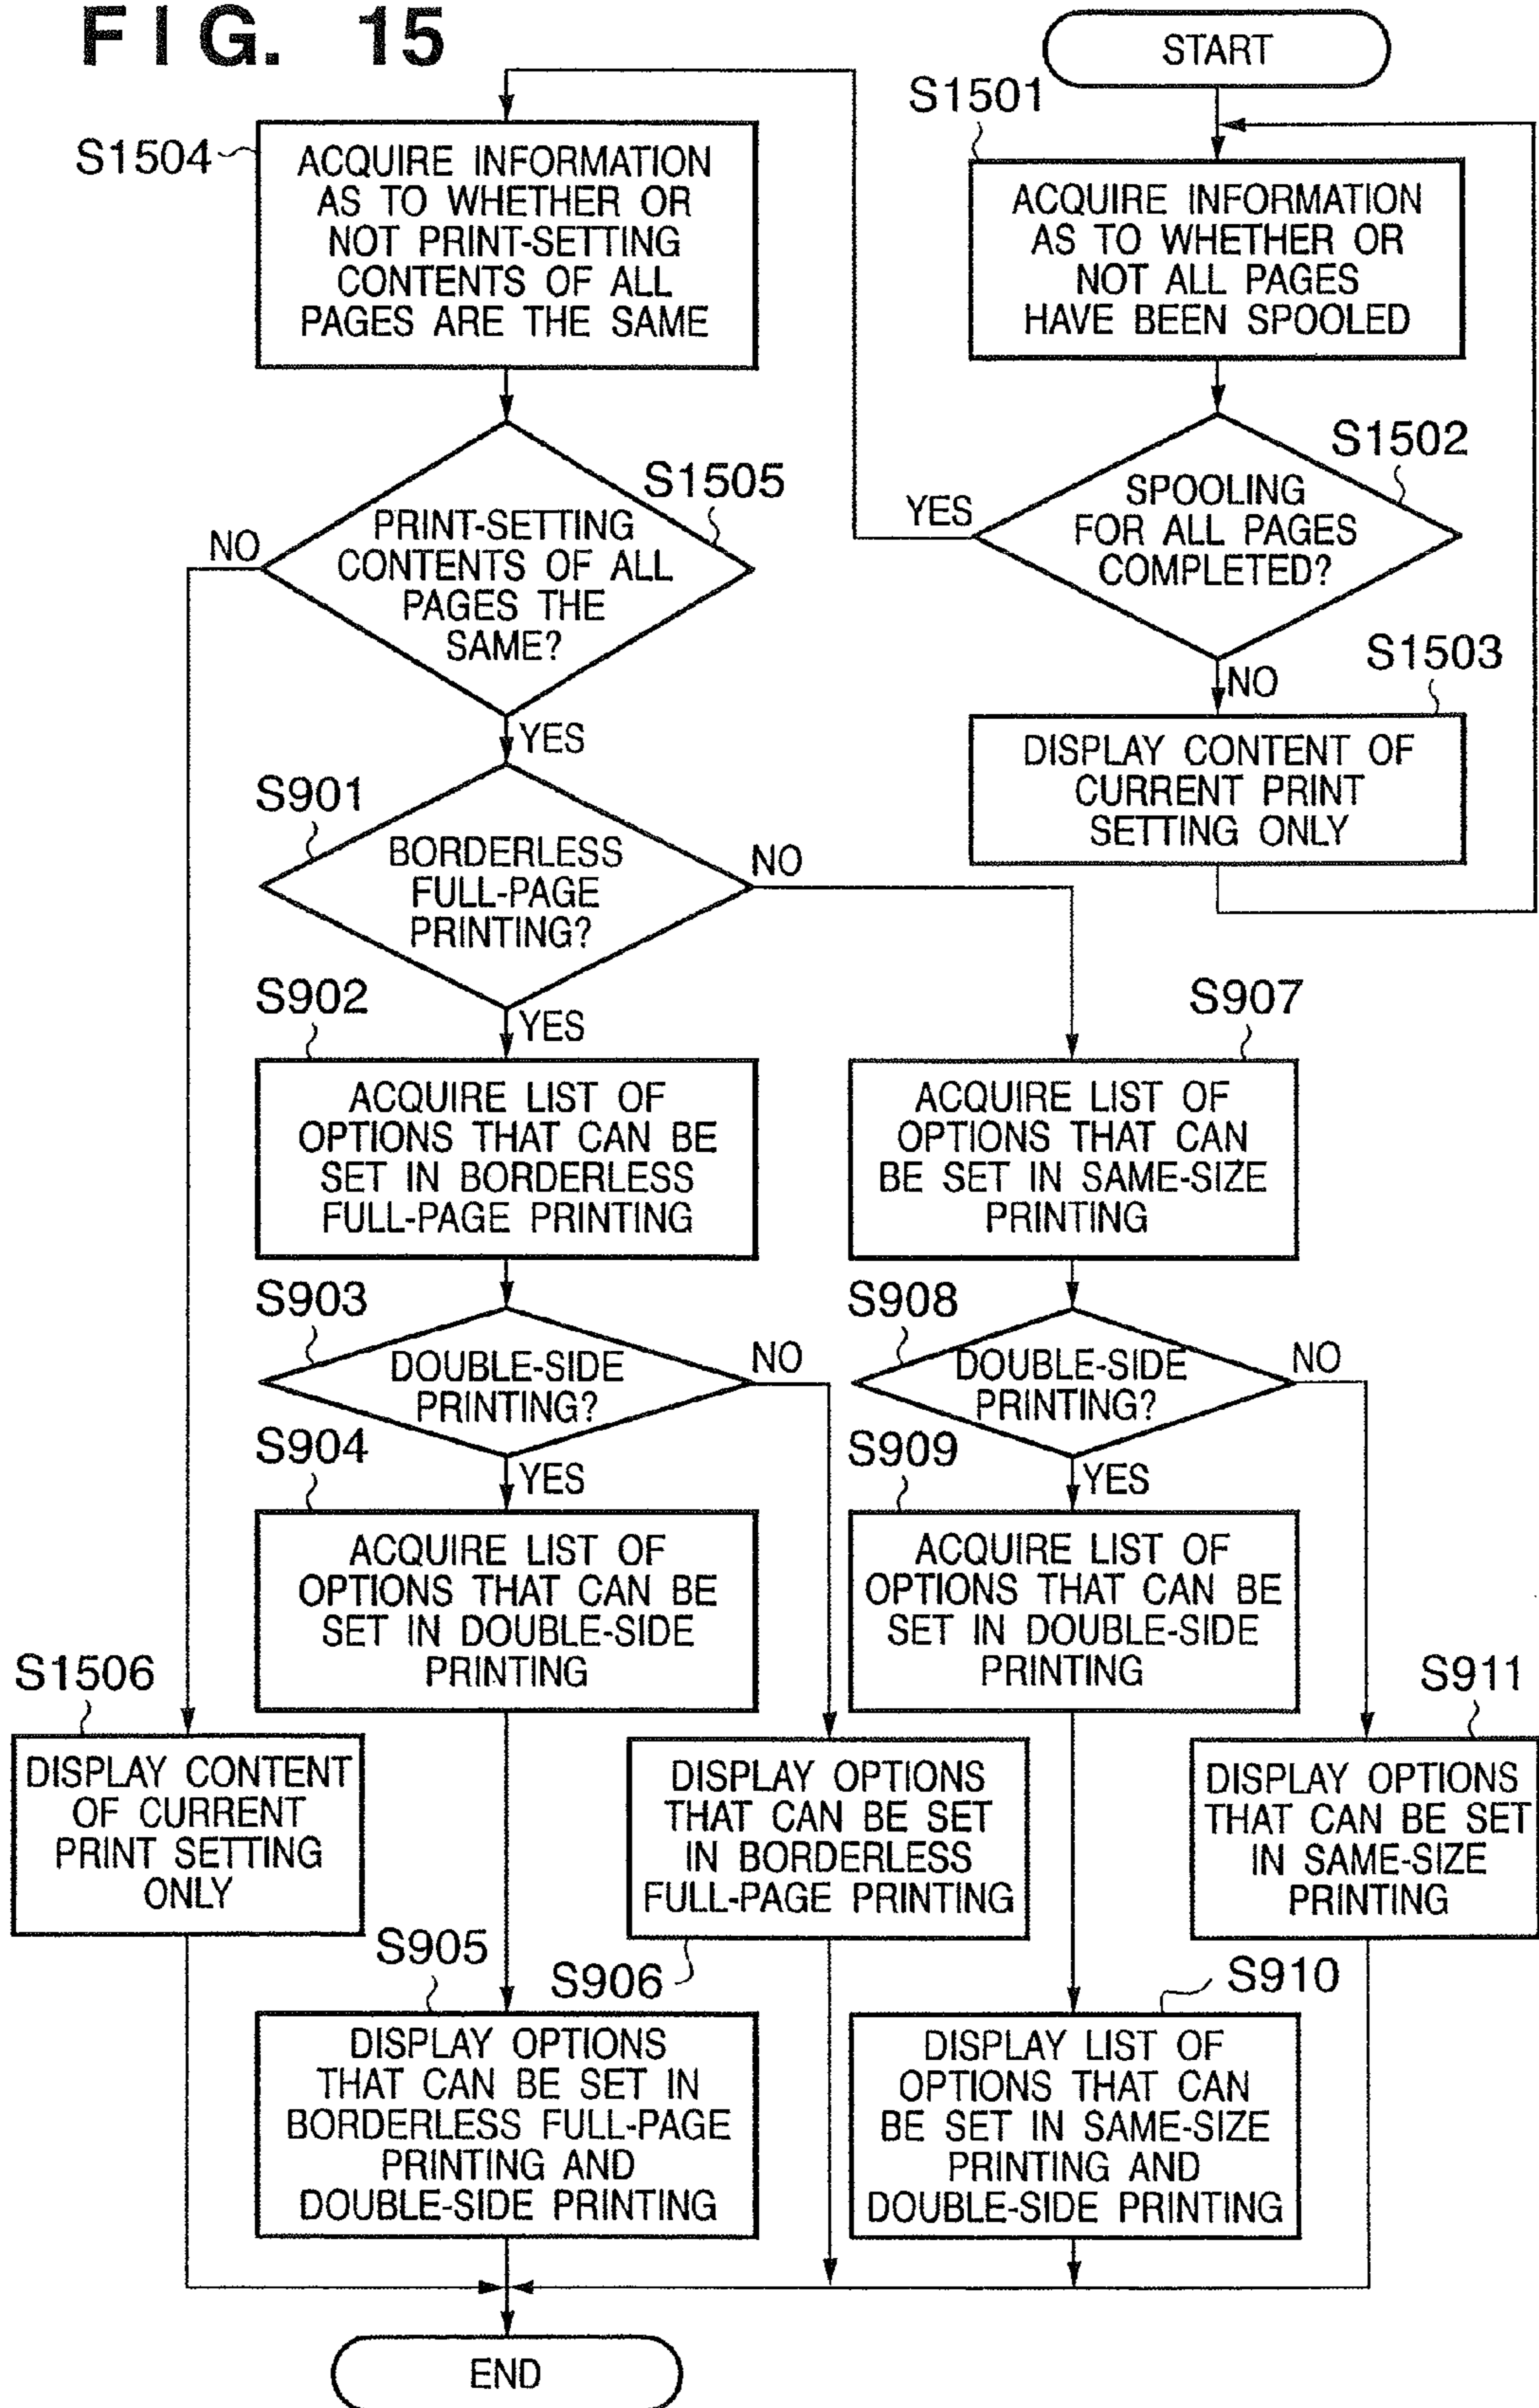 FIG. 15
START
S1501
ACQUIRE INFORMATION
AS TO WHETHER OR
NOT ALL PAGES
HAVE BEEN SPOOLED
S1502
SPOOLING
FOR ALL PAGES
COMPLETED?
YES
NO
S1503
DISPLAY CONTENT OF
CURRENT PRINT
SETTING ONLY
S1504
ACQUIRE INFORMATION
AS TO WHETHER OR
NOT PRINT-SETTING
CONTENTS OF ALL
PAGES ARE THE SAME
S1505
PRINT-SETTING
CONTENTS OF ALL
PAGES THE
SAME?
NO
YES
S901
BORDERLESS
FULL-PAGE
PRINTING?
NO
YES
S902
ACQUIRE LIST OF
OPTIONS THAT CAN BE
SET IN BORDERLESS
FULL-PAGE PRINTING
S907
ACQUIRE LIST OF
OPTIONS THAT CAN
BE SET IN SAME-SIZE
PRINTING
S903
DOUBLE-SIDE
PRINTING?
NO
YES
S908
DOUBLE-SIDE
PRINTING?
NO
YES
S904
ACQUIRE LIST OF
OPTIONS THAT CAN BE
SET IN DOUBLE-SIDE
PRINTING
S909
ACQUIRE LIST OF
OPTIONS THAT CAN BE
SET IN DOUBLE-SIDE
PRINTING
S1506
DISPLAY CONTENT
OF CURRENT
PRINT SETTING
ONLY
DISPLAY OPTIONS
THAT CAN BE SET
IN BORDERLESS
FULL-PAGE PRINTING
S906
S911
DISPLAY OPTIONS
THAT CAN BE SET
IN SAME-SIZE
PRINTING
S905
DISPLAY OPTIONS
THAT CAN BE SET IN
BORDERLESS FULL-PAGE
PRINTING AND
DOUBLE-SIDE PRINTING
S910
DISPLAY LIST OF
OPTIONS THAT CAN
BE SET IN SAME-SIZE
PRINTING AND
DOUBLE-SIDE PRINTING
END